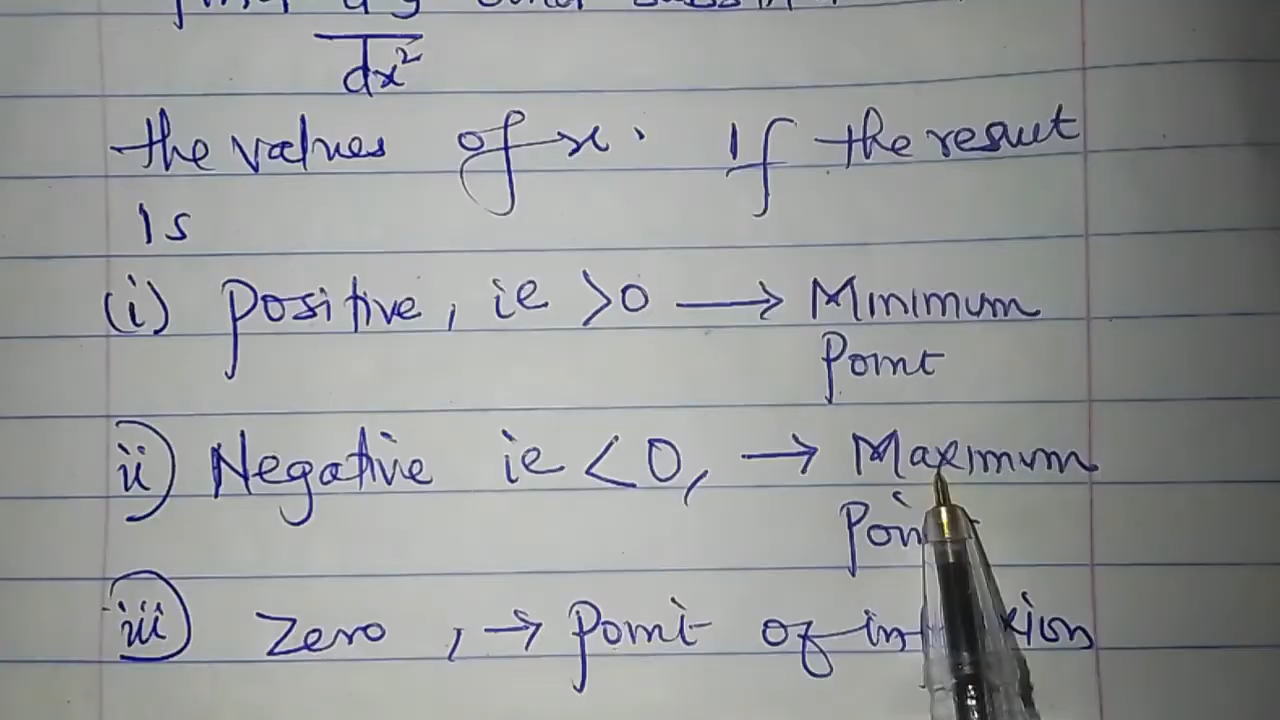 dx²
the values of x. If the result
is
(i) Positive, ie >0 → Minimum
Point
ii) Negative ie <0, → Maximum
iii) Zero, → Point of